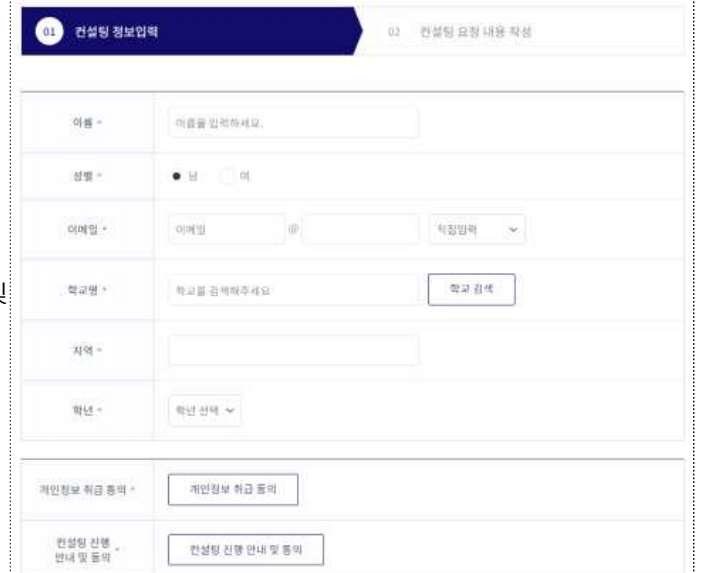 01 컨설팅 정보입력
02 컨설팅 요청 내용 작성
이름 *
이름을 입력하세요.
성별 *
남
여
이메일 *
이메일
@
직접입력
및
학교명 *
학교를 검색해주세요
학교 검색
지역 *
학년 *
학년 선택
개인정보 취급 동의 *
개인정보 취급 동의
컨설팅 진행
안내 및 동의 *
컨설팅 진행 안내 및 동의